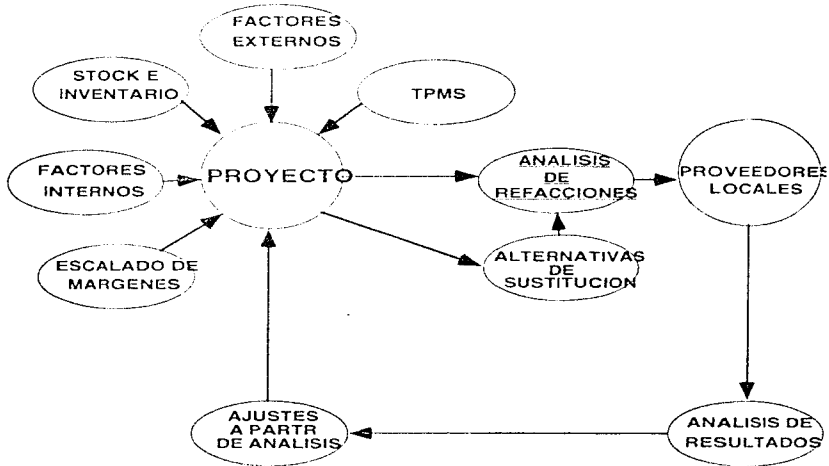 FACTORES
EXTERNOS
STOCK E
INVENTARIO
TPMS
FACTORES
INTERNOS
PROYECTO
ANALISIS
DE
REFACCIONES
PROVEEDORES
LOCALES
ESCALADO DE
MARGENES
ALTERNATIVAS
DE
SUSTITUCION
AJUSTES
A PARTR
DE ANALISIS
ANALISIS DE
RESULTADOS